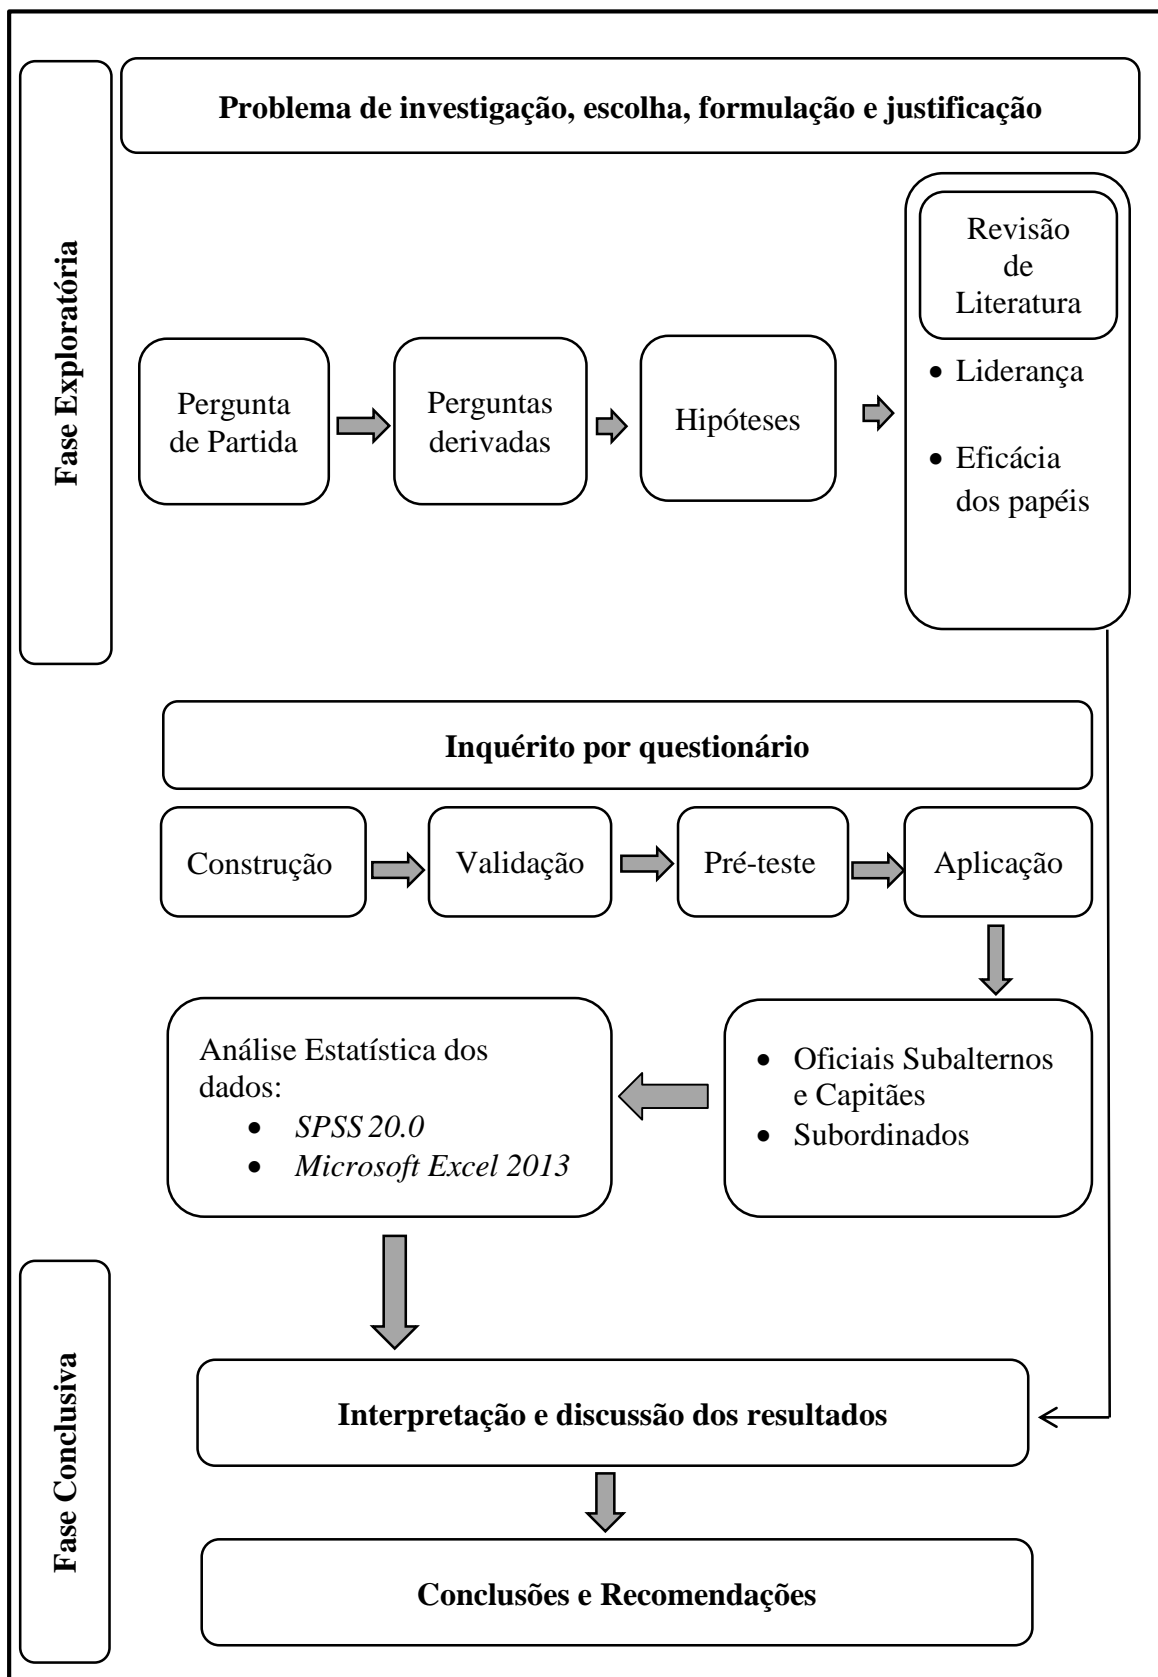 Fase Exploratória
Problema de investigação, escolha, formulação e justificação
Pergunta
de Partida
Perguntas
derivadas
Hipóteses
Revisão
de
Literatura
• Liderança
• Eficácia
dos papéis
Inquérito por questionário
Construção
Validação
Pré-teste
Aplicação
• Oficiais Subalternos
e Capitães
• Subordinados
Análise Estatística dos
dados:
• SPSS 20.0
• Microsoft Excel 2013
Fase Conclusiva
Interpretação e discussão dos resultados
Conclusões e Recomendações